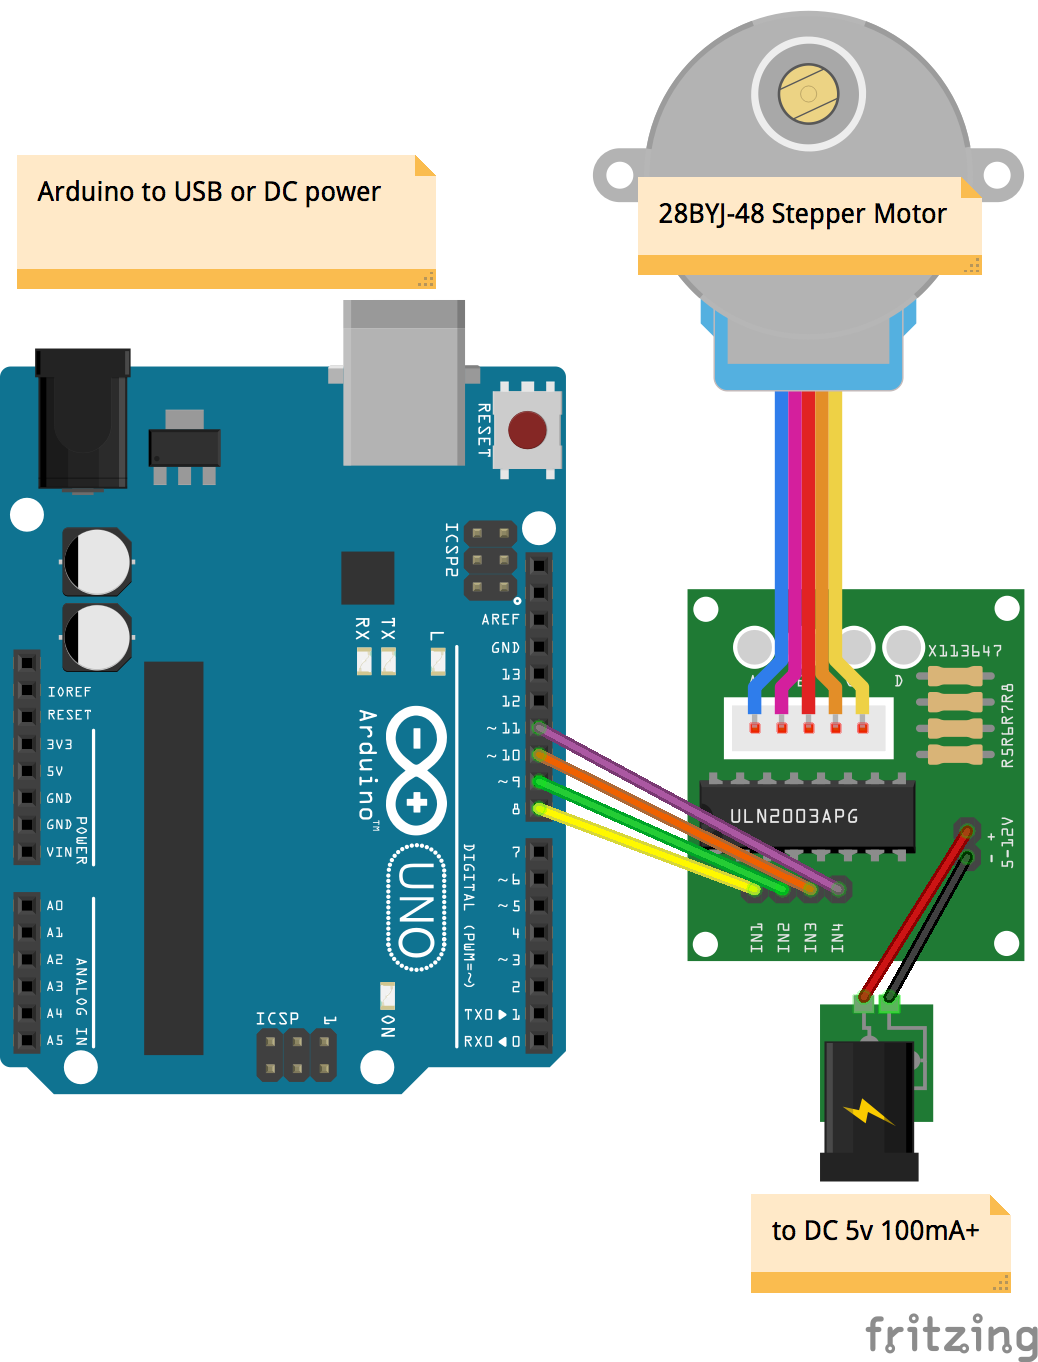 Arduino to USB or DC power
28BYJ-48 Stepper Motor
RESET
ICSP2
AREF
GND
13
12
~11
~10
~9
8
7
~6
~5
4
~3
2
TX0▶1
RX0◀0
RX
TX
L
IOREF
RESET
3V3
5V
GND
GND
VIN
POWER
A0
A1
A2
A3
A4
A5
ANALOG IN
Arduino™
UNO
DIGITAL (PWM=~)
ON
ICSP
1
X113647
D
R5R6R7R8
ULN2003APG
5-12V
+
-
IN1
IN2
IN3
IN4
to DC 5v 100mA+
fritzing